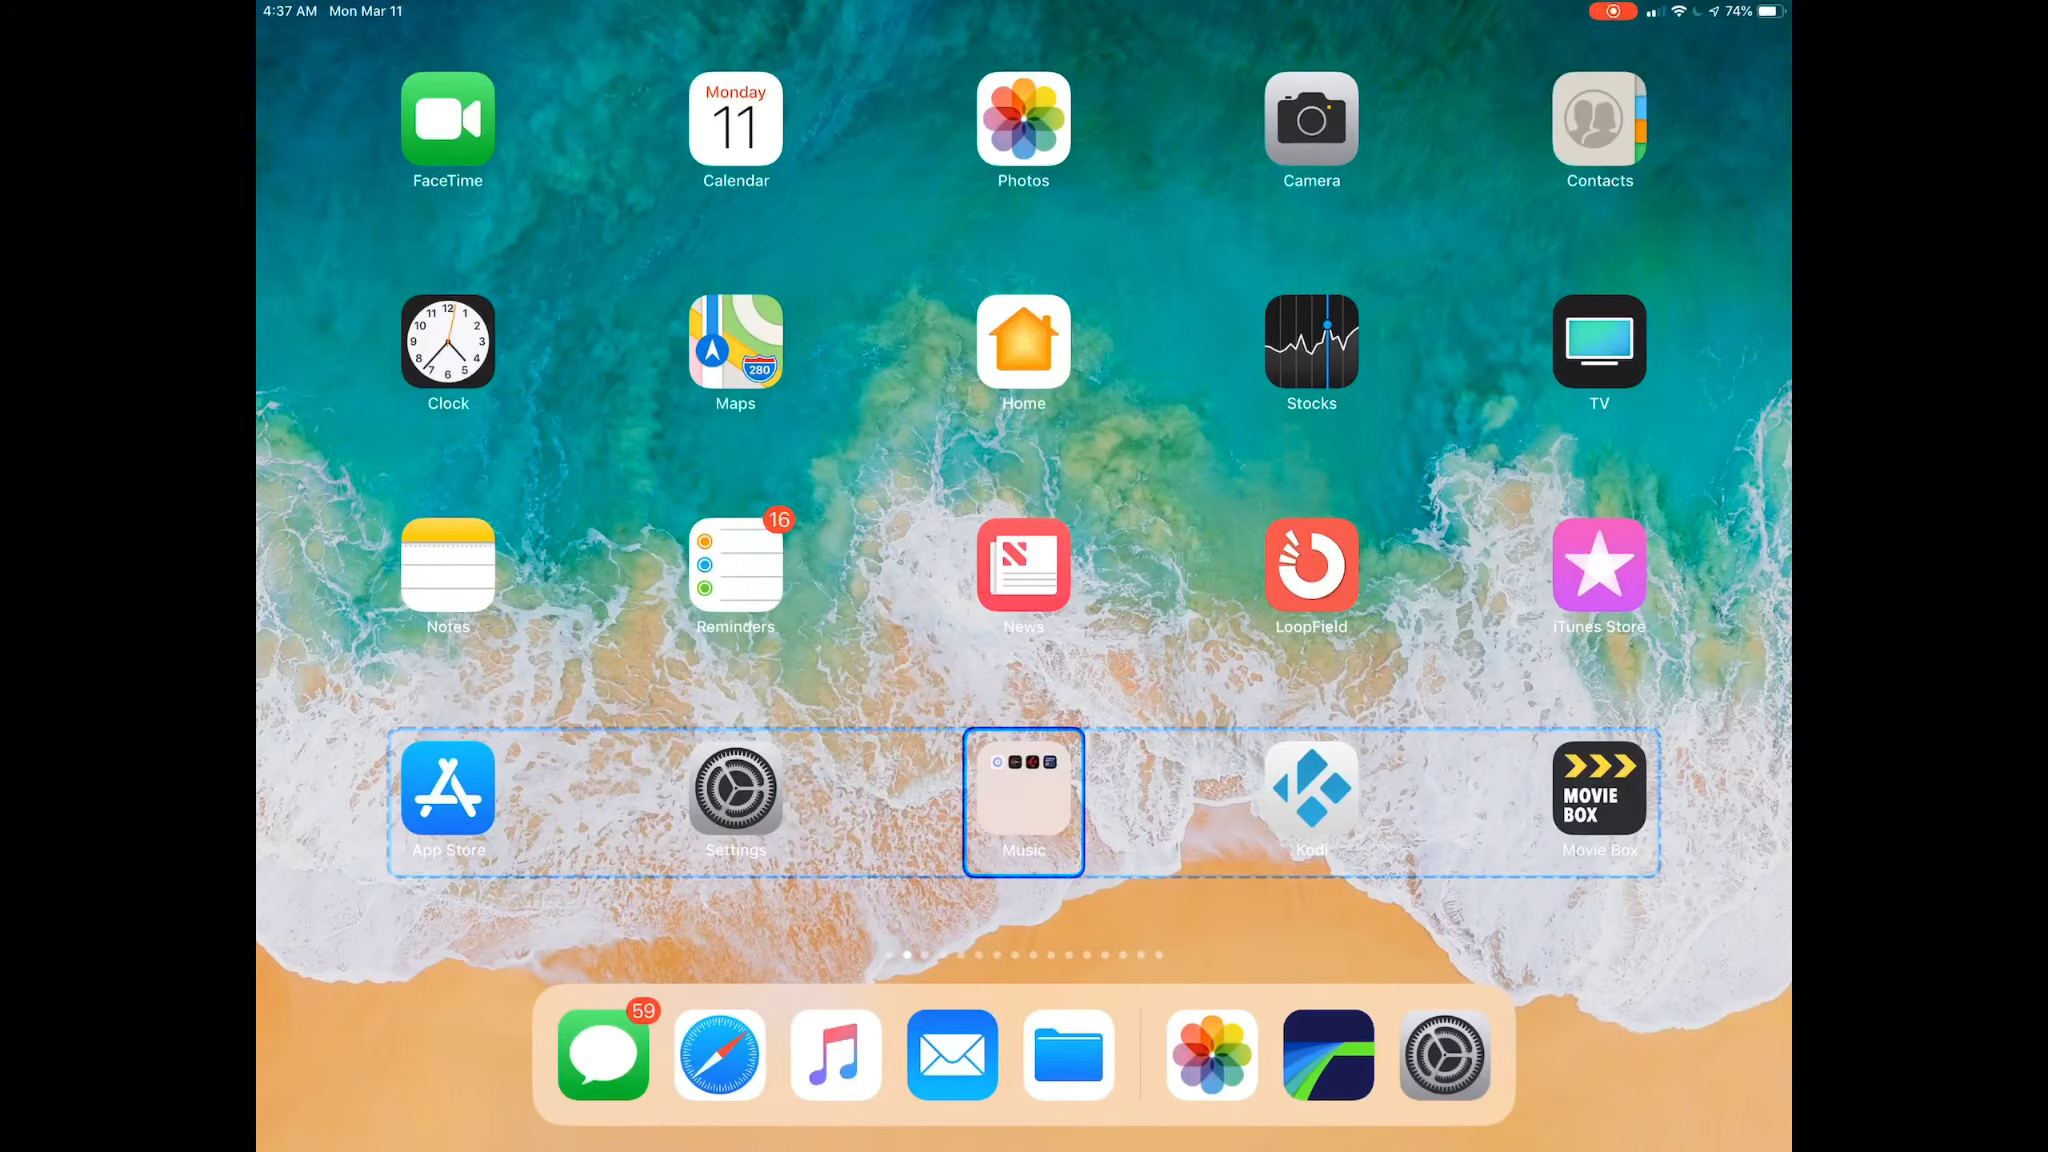 4:37 AM Mon Mar 11
74%
Monday
11
FaceTime
Calendar
Photos
Camera
Contacts
12
11 1
10 2
9 3
8 4
7 6 5
280
Clock
Maps
Home
Stocks
TV
16
Notes
Reminders
News
LoopField
iTunes Store
MOVIE
BOX
App Store
Settings
Music
Kodi
Movie Box
59